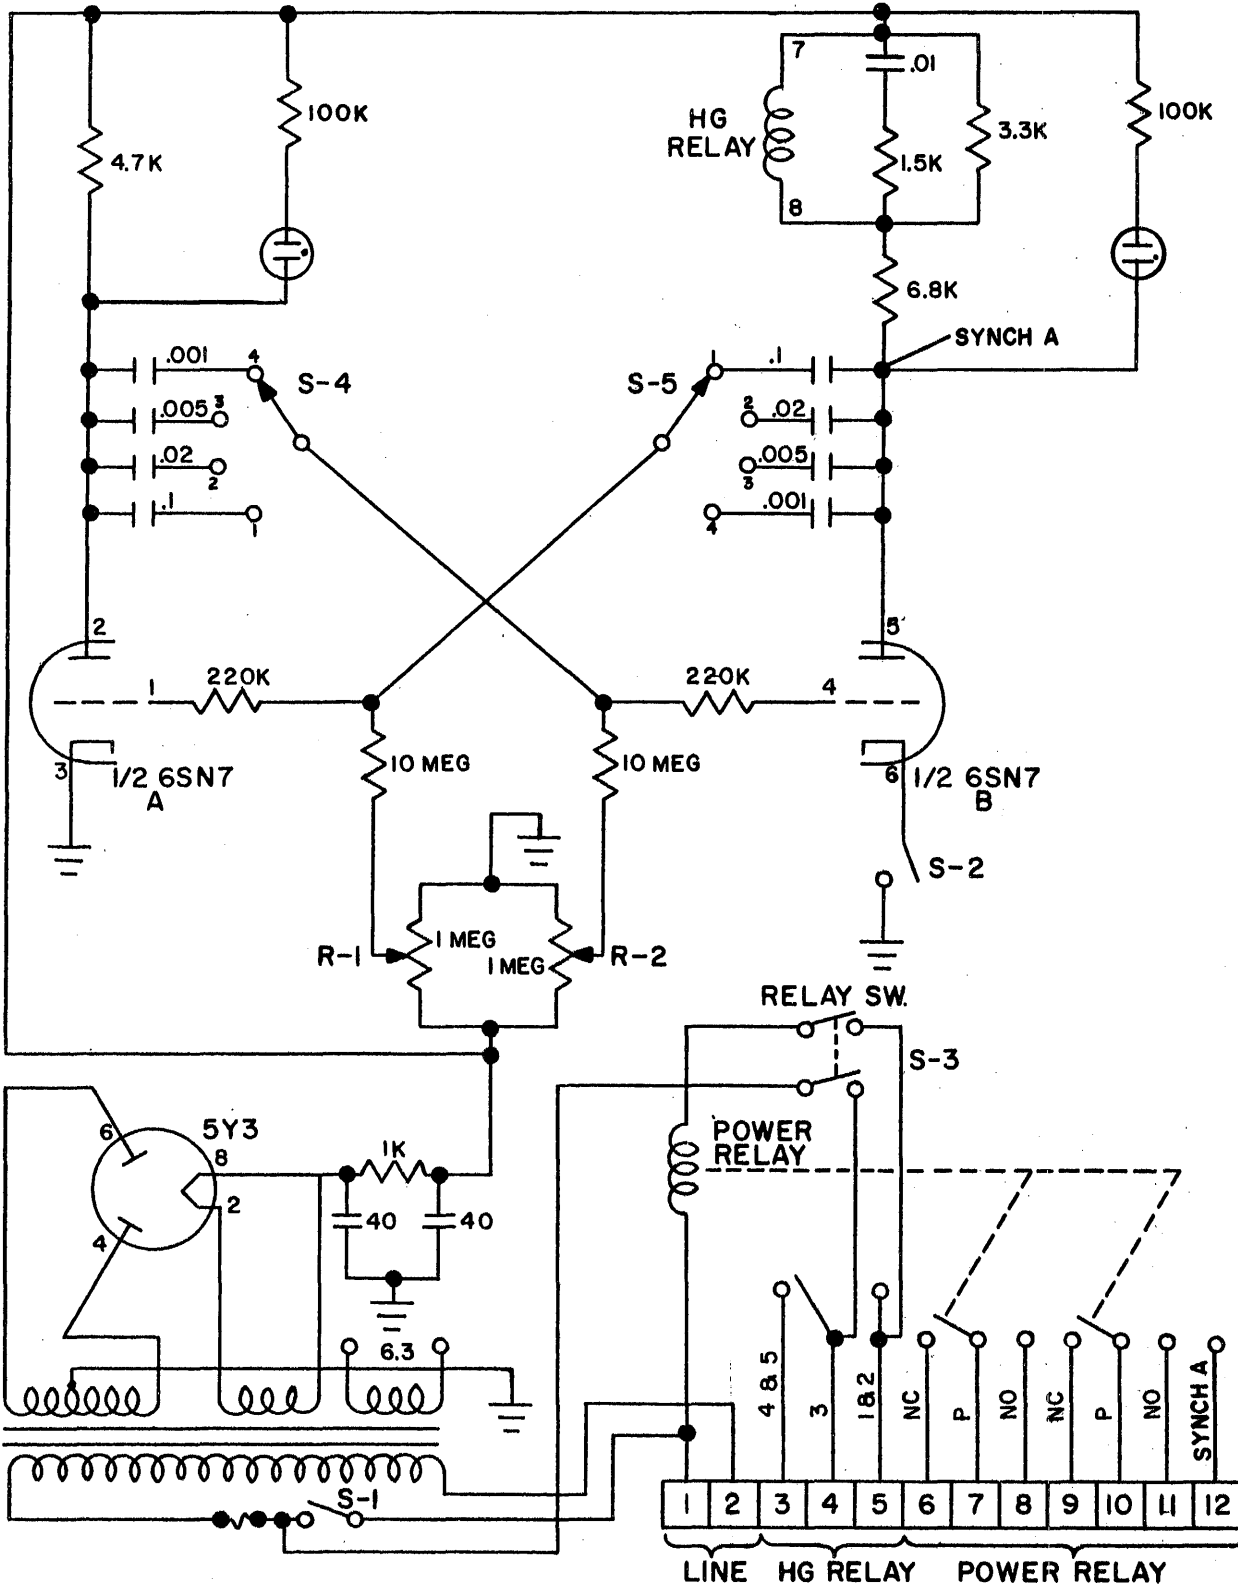 7
.01
100K
HG
RELAY
3.3K
100K
4.7K
1.5K
8
6.8K
SYNCH A
.001
4
S-4
S-5
1
.1
.005
3
2
.02
.02
2
.005
3
.1
1
.001
4
2
5
1
220K
220K
4
3
10 MEG
10 MEG
6
1/2 6SN7
A
1/2 6SN7
B
S-2
R-1
1 MEG
1 MEG
R-2
RELAY SW.
S-3
6
5Y3
8
1K
POWER
RELAY
2
40
40
4
6.3
4 & 5
3
1 & 2
NC
P
NO
NC
P
NO
SYNCH A
S-1
1 2 3 4 5 6 7 8 9 10 11 12
LINE HG RELAY POWER RELAY